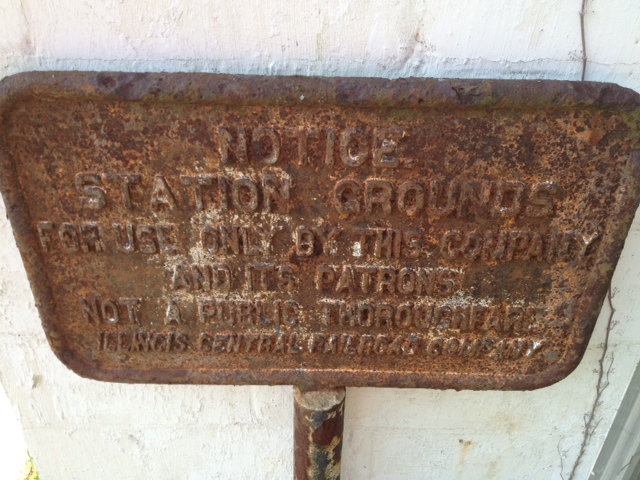 NOTICE.
STATION GROUNDS
FOR USE ONLY BY THIS COMPANY
AND ITS PATRONS
NOT A PUBLIC THOROUGHFARE
ILLINOIS CENTRAL RAILROAD COMPANY